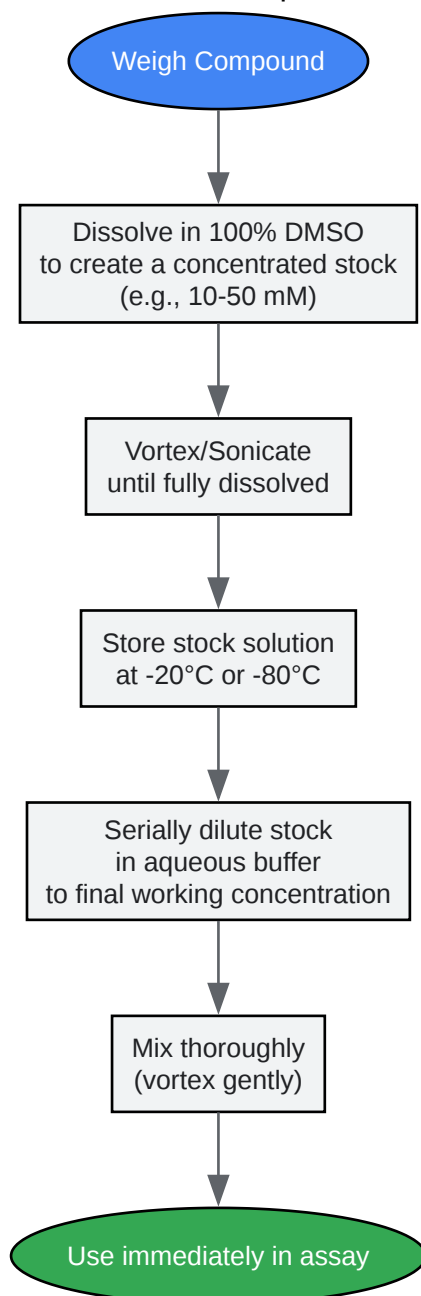 Weigh Compound
Dissolve in 100% DMSO
to create a concentrated stock
(e.g., 10-50 mM)
Vortex/Sonicate
until fully dissolved
Store stock solution
at -20°C or -80°C
Serially dilute stock
in aqueous buffer
to final working concentration
Mix thoroughly
(vortex gently)
Use immediately in assay